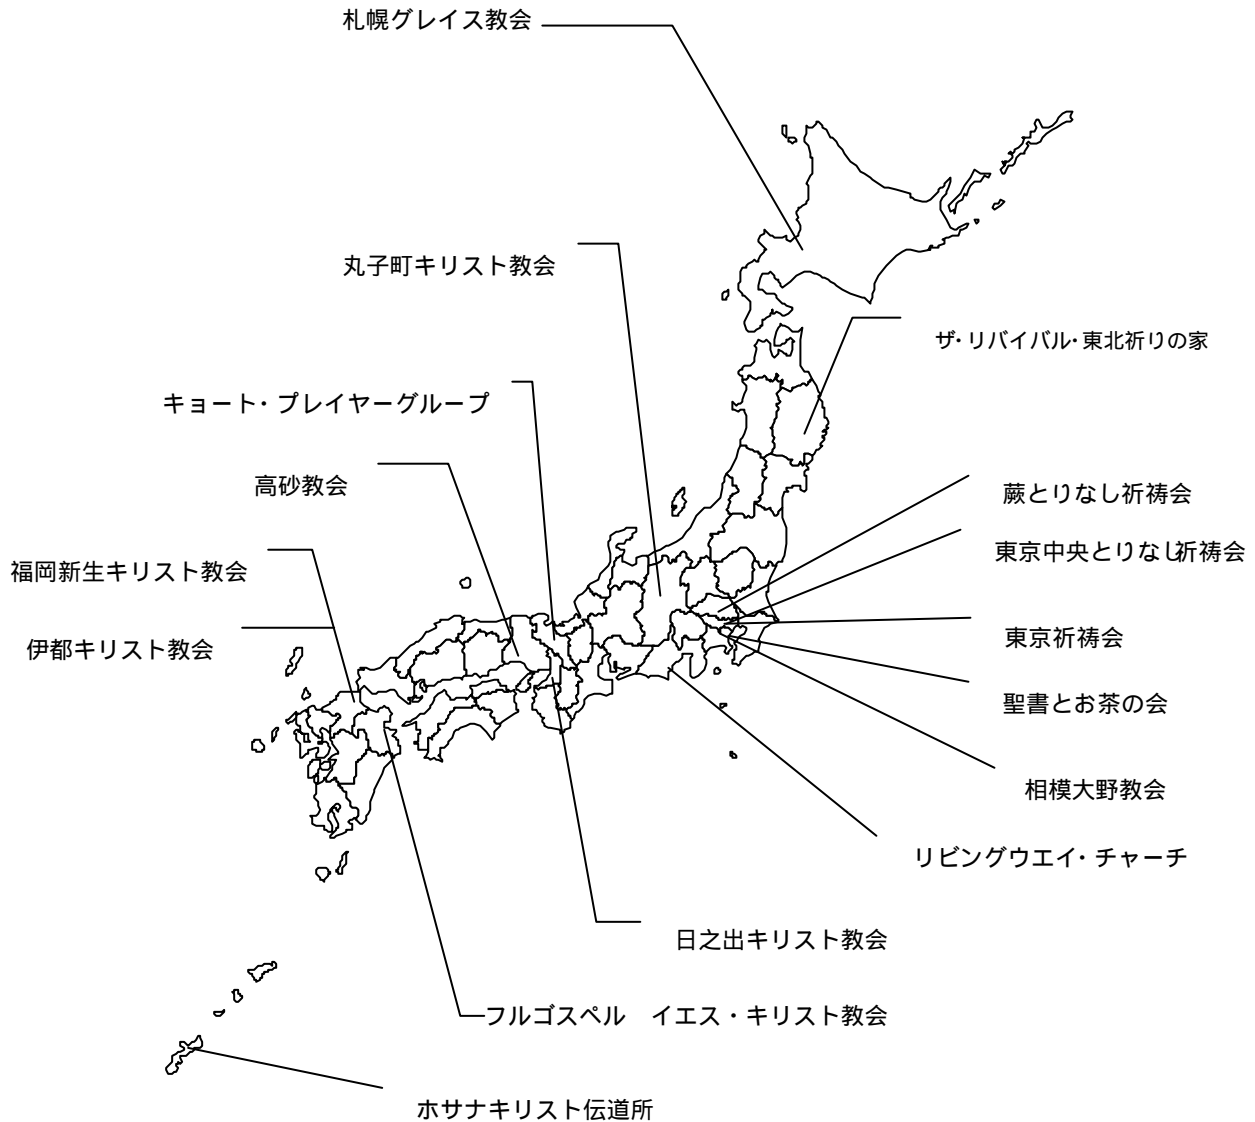 札幌グレイス教会
丸子町キリスト教会
ザ・リバイバル・東北祈りの家
キョート・プレイヤーグループ
高砂教会
蕨とりなし祈祷会
東京中央とりなし祈祷会
福岡新生キリスト教会
東京祈祷会
伊都キリスト教会
聖書とお茶の会
相模大野教会
リビングウエイ・チャーチ
日之出キリスト教会
フルゴスペル　イエス・キリスト教会
ホサナキリスト伝道所